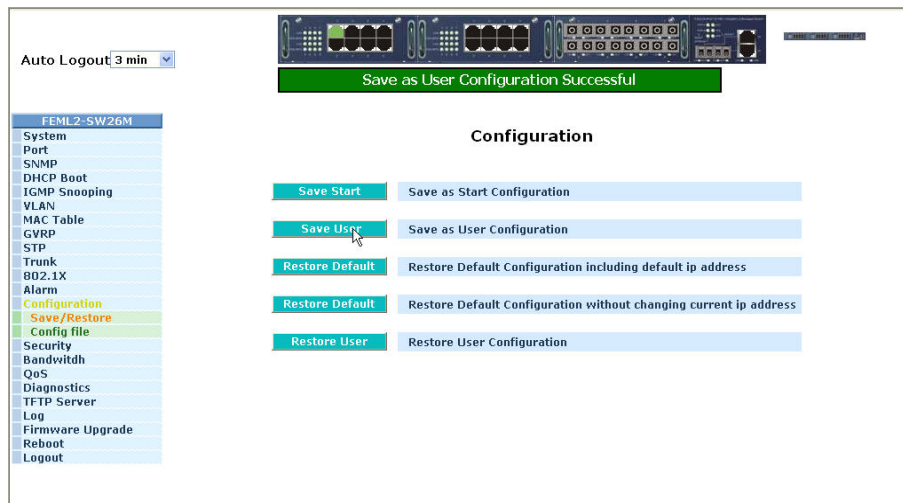 Auto Logout 3 min
Save as User Configuration Successful
FEML2-SW26M
System
Port
SNMP
DHCP Boot
IGMP Snooping
VLAN
MAC Table
GVRP
STP
Trunk
802.1X
Alarm
Configuration
Save/Restore
Config file
Security
Bandwitdh
QoS
Diagnostics
TFTP Server
Log
Firmware Upgrade
Reboot
Logout
Configuration
Save Start Save as Start Configuration
Save User Save as User Configuration
Restore Default Restore Default Configuration including default ip address
Restore Default Restore Default Configuration without changing current ip address
Restore User Restore User Configuration